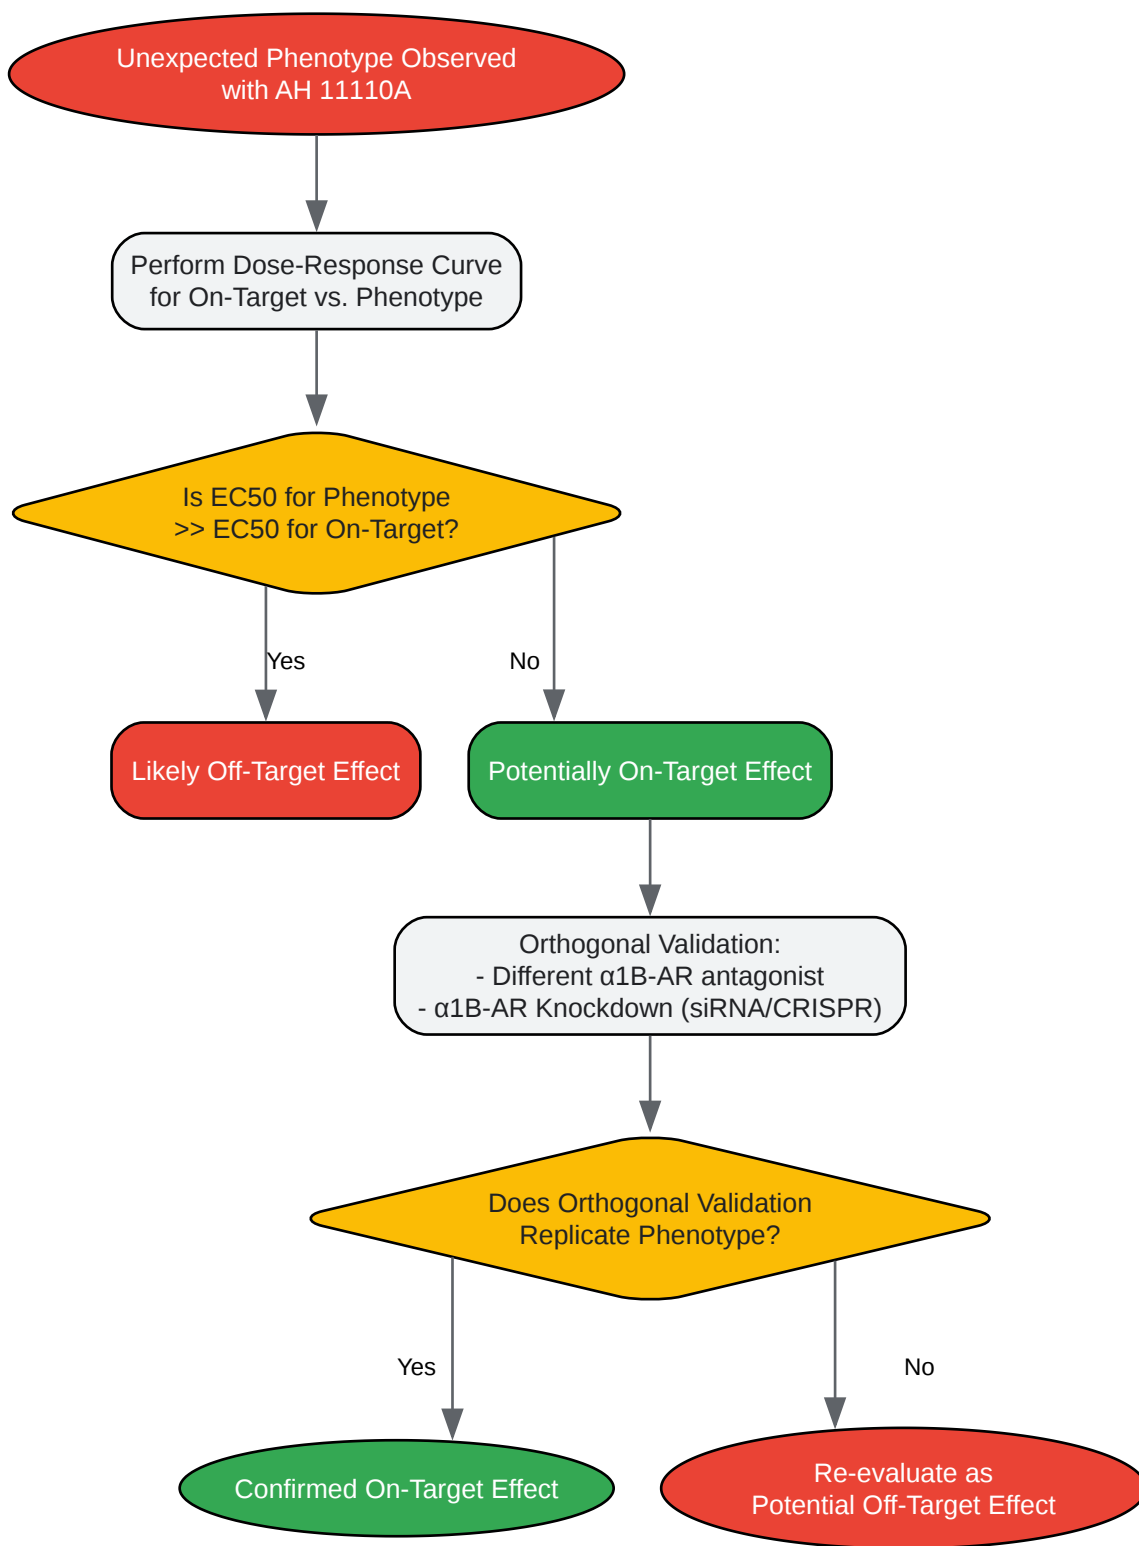 Unexpected Phenotype Observed
with AH 11110A
Perform Dose-Response Curve
for On-Target vs. Phenotype
Is EC50 for Phenotype
>> EC50 for On-Target?
Yes
No
Likely Off-Target Effect
Potentially On-Target Effect
Orthogonal Validation:
- Different α1B-AR antagonist
- α1B-AR Knockdown (siRNA/CRISPR)
Does Orthogonal Validation
Replicate Phenotype?
Yes
No
Confirmed On-Target Effect
Re-evaluate as
Potential Off-Target Effect